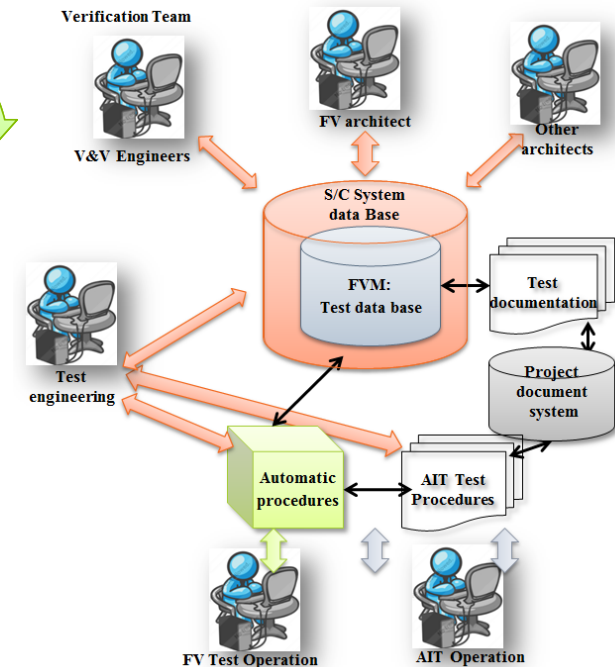 Verification Team
V&V Engineers
FV architect
Other
architects
S/C System
data Base
FVM:
Test data base
Test
documentation
Test
engineering
Project
document
system
Automatic
procedures
AIT Test
Procedures
FV Test Operation
AIT Operation